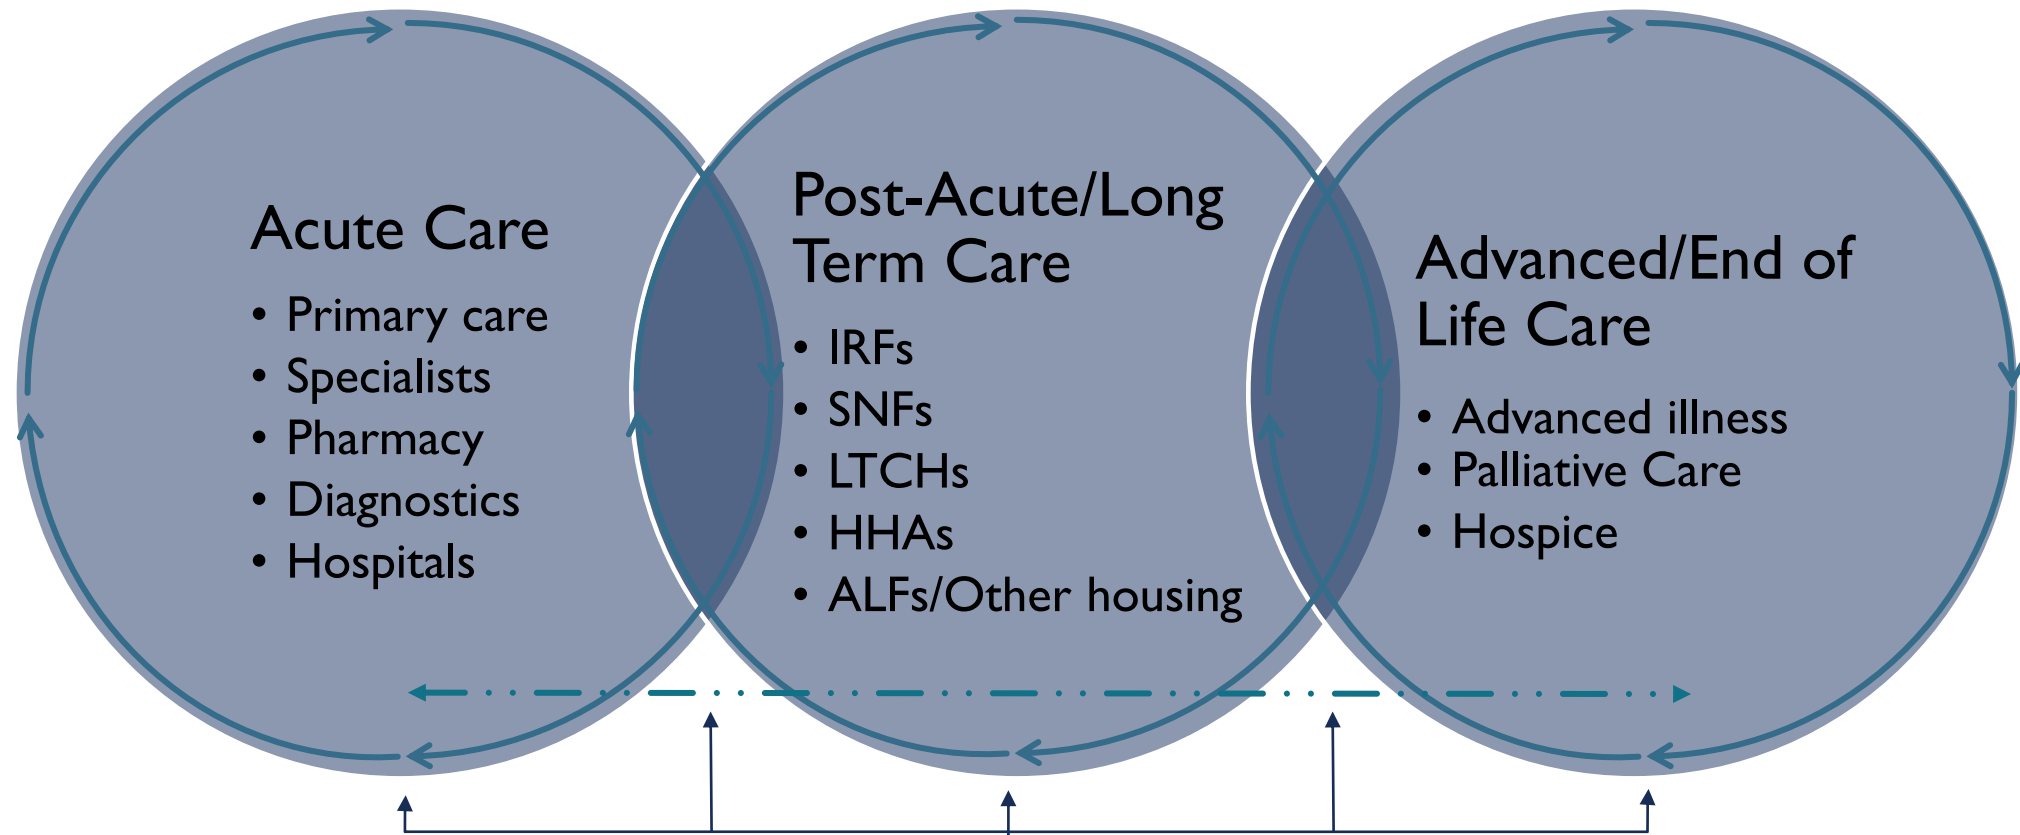 Acute Care
• Primary care
• Specialists
• Pharmacy
• Diagnostics
• Hospitals
Post-Acute/Long
Term Care
• IRFs
• SNFs
• LTCHs
• HHAs
• ALFs/Other housing
Advanced/End of
Life Care
• Advanced illness
• Palliative Care
• Hospice